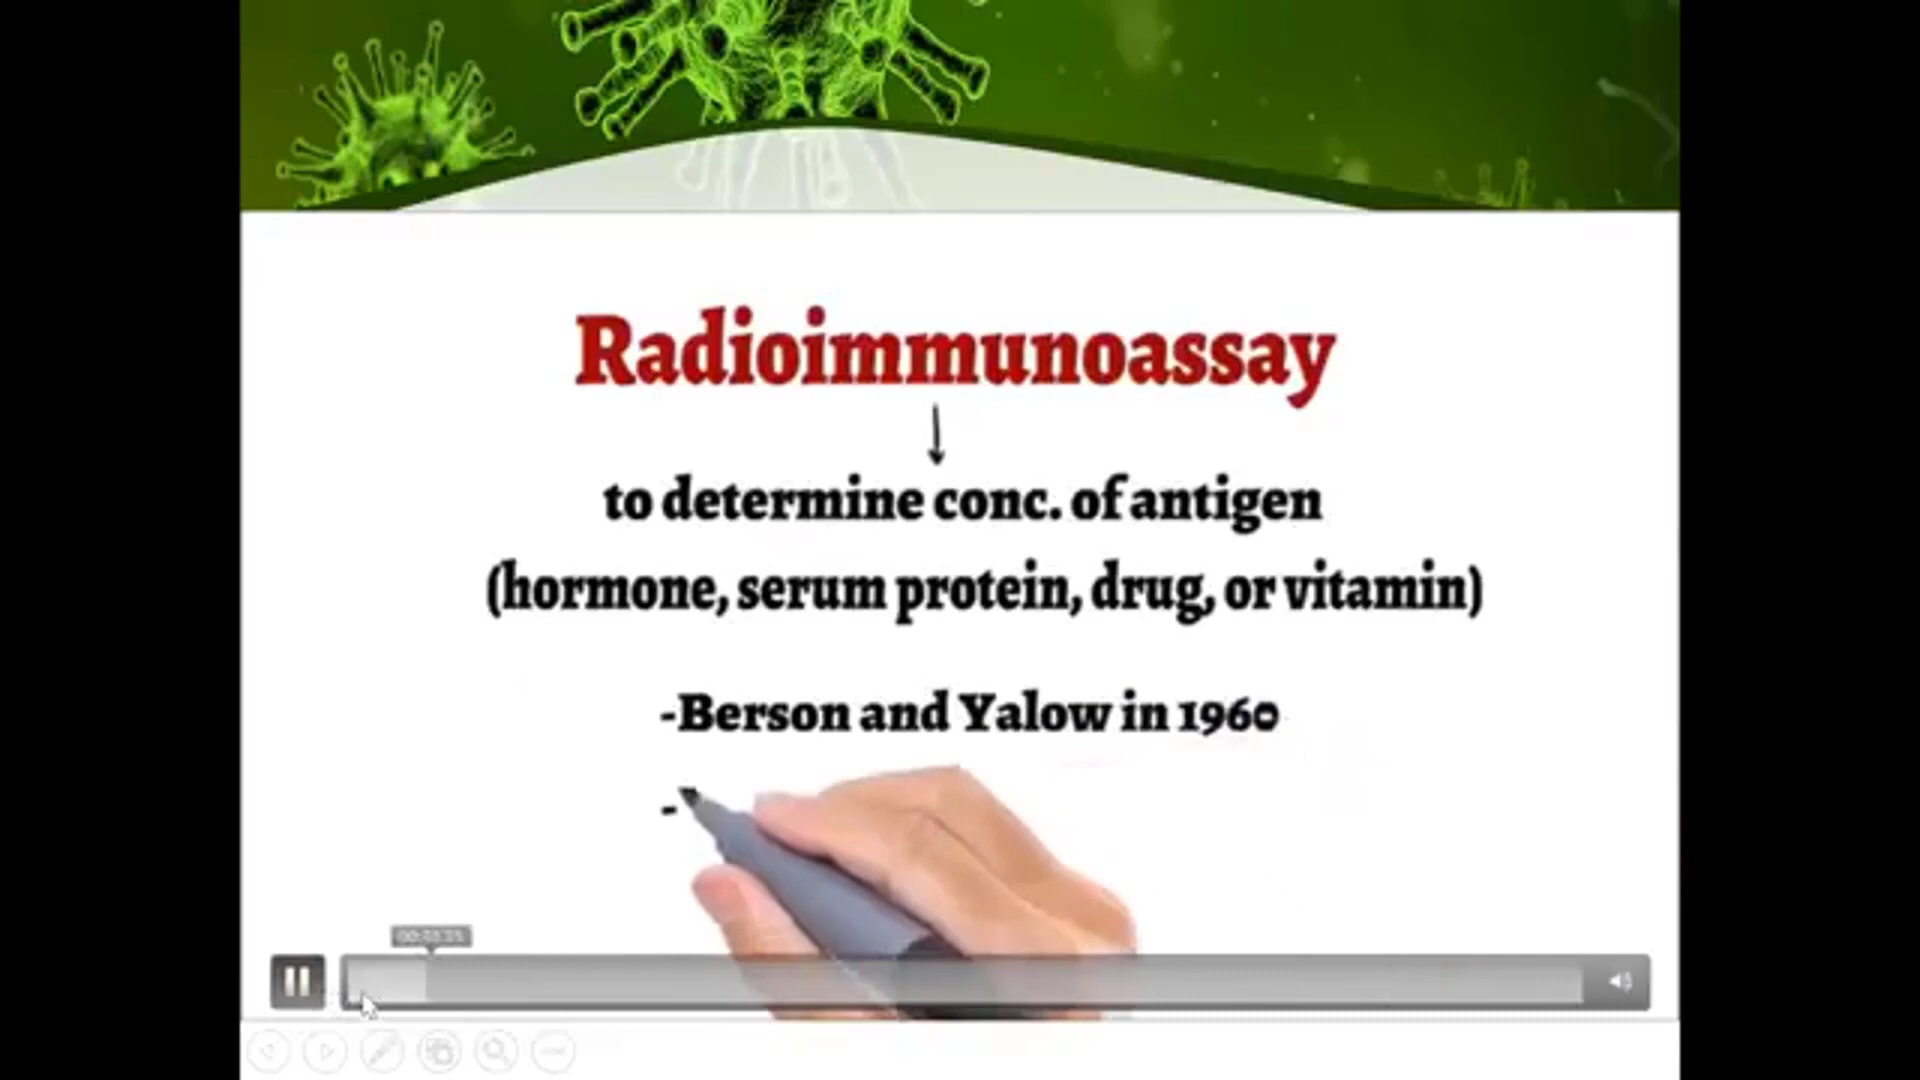 Radioimmunoassay
to determine conc. of antigen
(hormone, serum protein, drug, or vitamin)
-Berson and Yalow in 1960
-